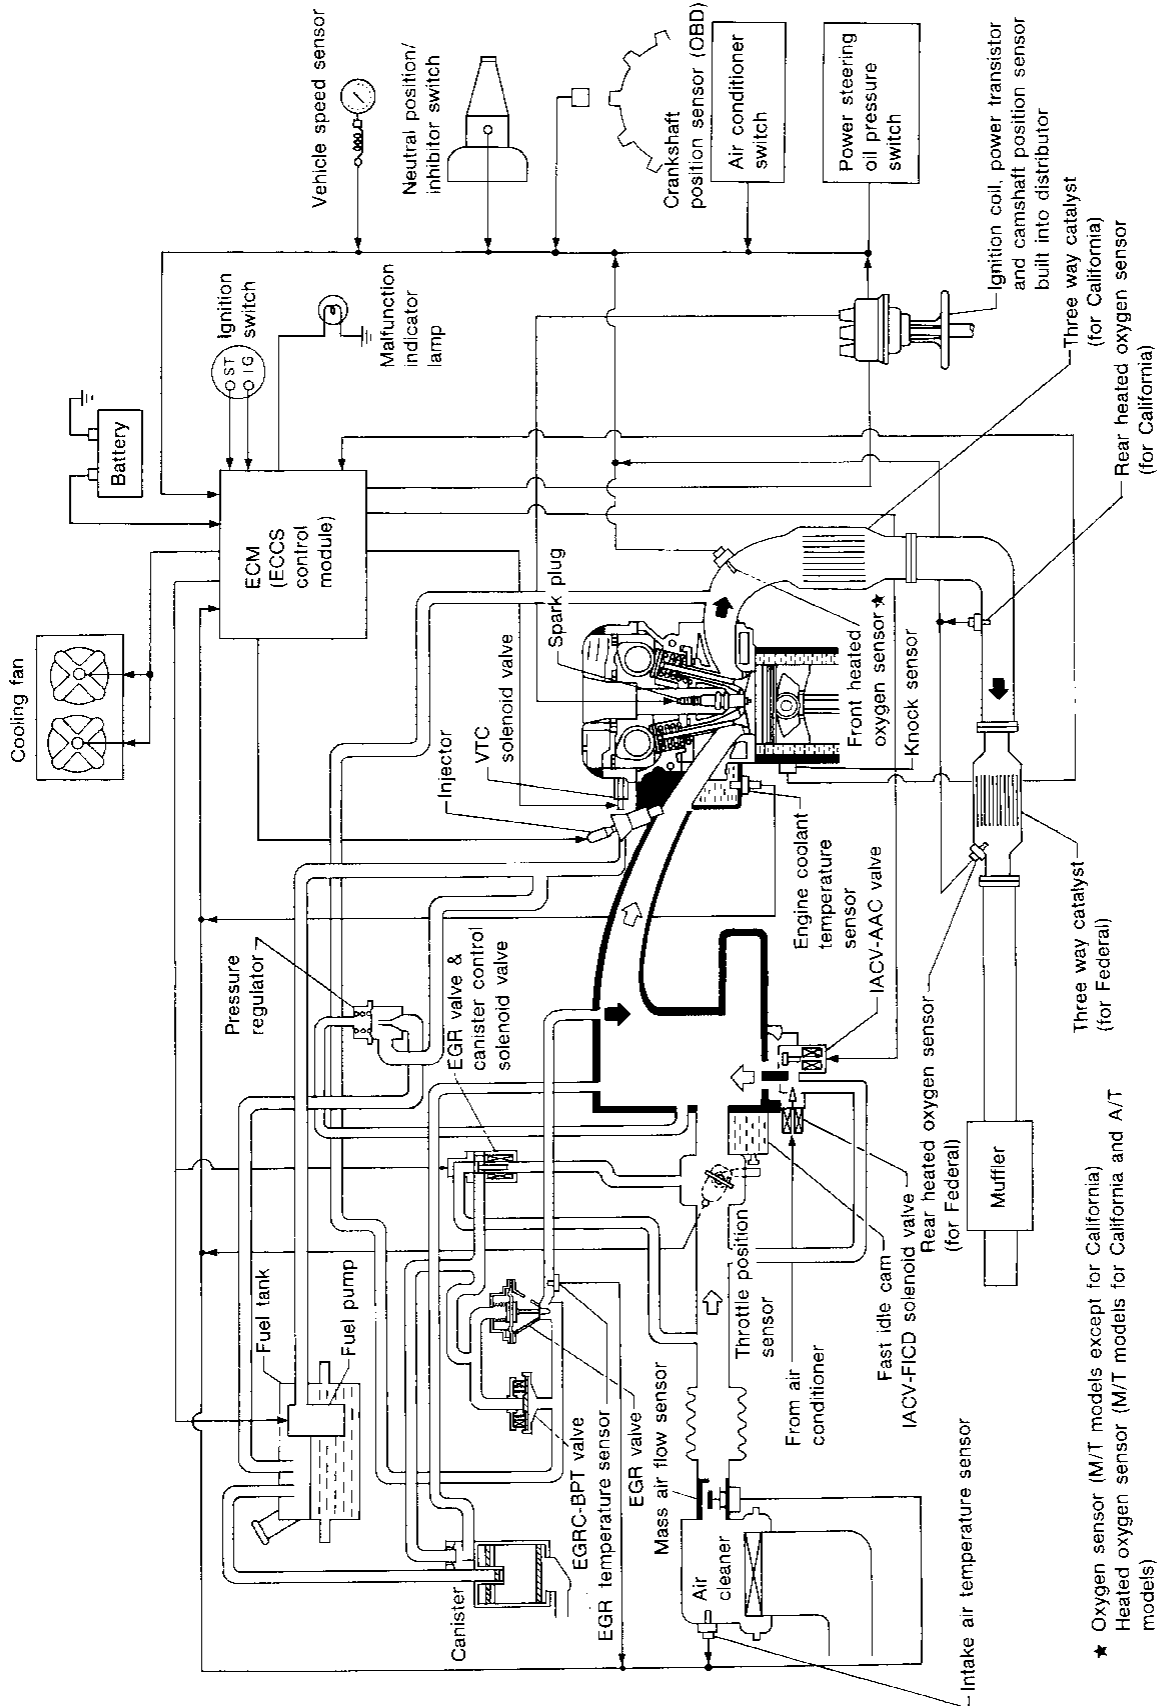 Cooling fan
Battery
ECM
(ECCS
control
module)
ST
IG
Ignition
switch
Malfunction
indicator
lamp
Vehicle speed sensor
Neutral position/
inhibitor switch
Crankshaft
position sensor (OBD)
Air conditioner
switch
Power steering
oil pressure
switch
Ignition coil, power transistor
and camshaft position sensor
built into distributor
Three way catalyst
(for California)
Rear heated oxygen sensor
(for California)
Fuel tank
Fuel pump
Pressure
regulator
Injector
VTC
solenoid valve
Spark plug
EGR valve &
canister control
solenoid valve
Canister
EGRC-BPT valve
EGR temperature sensor
EGR valve
Mass air flow sensor
Air
cleaner
Throttle position
sensor
From air
conditioner
Fast idle cam
IACV-FICD solenoid valve
Rear heated oxygen sensor
(for Federal)
Engine coolant
temperature
sensor
IACV-AAC valve
Front heated
oxygen sensor★
Knock sensor
Three way catalyst
(for Federal)
Muffler
Intake air temperature sensor
★ Oxygen sensor (M/T models except for California)
Heated oxygen sensor (M/T models for California and A/T
models)